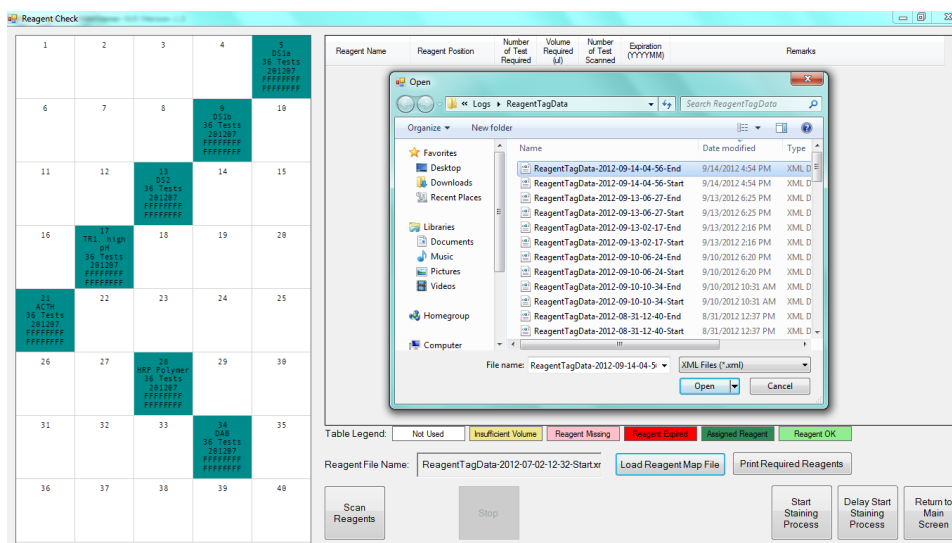 Reagent Check
1 2 3 4 5
DS1a
36 Tests
201207
FFFFFFFF
FFFFFFFF
6 7 8 9 10
DS1b
36 Tests
201207
FFFFFFFF
FFFFFFFF
11 12 13 14 15
DS2
36 Tests
201207
FFFFFFFF
FFFFFFFF
16 17 18 19 20
TR1, high
pH
36 Tests
201207
FFFFFFFF
FFFFFFFF
21 22 23 24 25
ACTH
36 Tests
201207
FFFFFFFF
FFFFFFFF
26 27 28 29 30
HRP Polymer
36 Tests
201207
FFFFFFFF
FFFFFFFF
31 32 33 34 35
DAB
36 Tests
201207
FFFFFFFF
FFFFFFFF
36 37 38 39 40
Reagent Name Reagent Position Number of Test Required Volume Required (ul) Number of Test Scanned Expiration (YYYYMM) Remarks
Open
« Logs ▸ ReagentTagData
Search ReagentTagData
Organize New folder
Favorites
Desktop
Downloads
Recent Places
Libraries
Documents
Music
Pictures
Videos
Homegroup
Computer
Name Date modified Type
ReagentTagData-2012-09-14-04-56-End 9/14/2012 4:54 PM XML D
ReagentTagData-2012-09-14-04-56-Start 9/14/2012 4:54 PM XML D
ReagentTagData-2012-09-13-06-27-End 9/13/2012 6:25 PM XML D
ReagentTagData-2012-09-13-06-27-Start 9/13/2012 6:25 PM XML D
ReagentTagData-2012-09-13-02-17-End 9/13/2012 2:16 PM XML D
ReagentTagData-2012-09-13-02-17-Start 9/13/2012 2:16 PM XML D
ReagentTagData-2012-09-10-06-24-End 9/10/2012 6:20 PM XML D
ReagentTagData-2012-09-10-06-24-Start 9/10/2012 6:20 PM XML D
ReagentTagData-2012-09-10-10-34-End 9/10/2012 10:31 AM XML D
ReagentTagData-2012-09-10-10-34-Start 9/10/2012 10:31 AM XML D
ReagentTagData-2012-08-31-12-40-End 8/31/2012 12:37 PM XML D
ReagentTagData-2012-08-31-12-40-Start 8/31/2012 12:37 PM XML D
File name: ReagentTagData-2012-09-14-04-5 XML Files (*.xml)
Open Cancel
Table Legend: Not Used Insufficient Volume Reagent Missing Reagent Expired Assigned Reagent Reagent OK
Reagent File Name: ReagentTagData-2012-07-02-12-32-Start.xr Load Reagent Map File Print Required Reagents
Scan Reagents
Stop
Start Staining Process
Delay Start Staining Process
Return to Main Screen